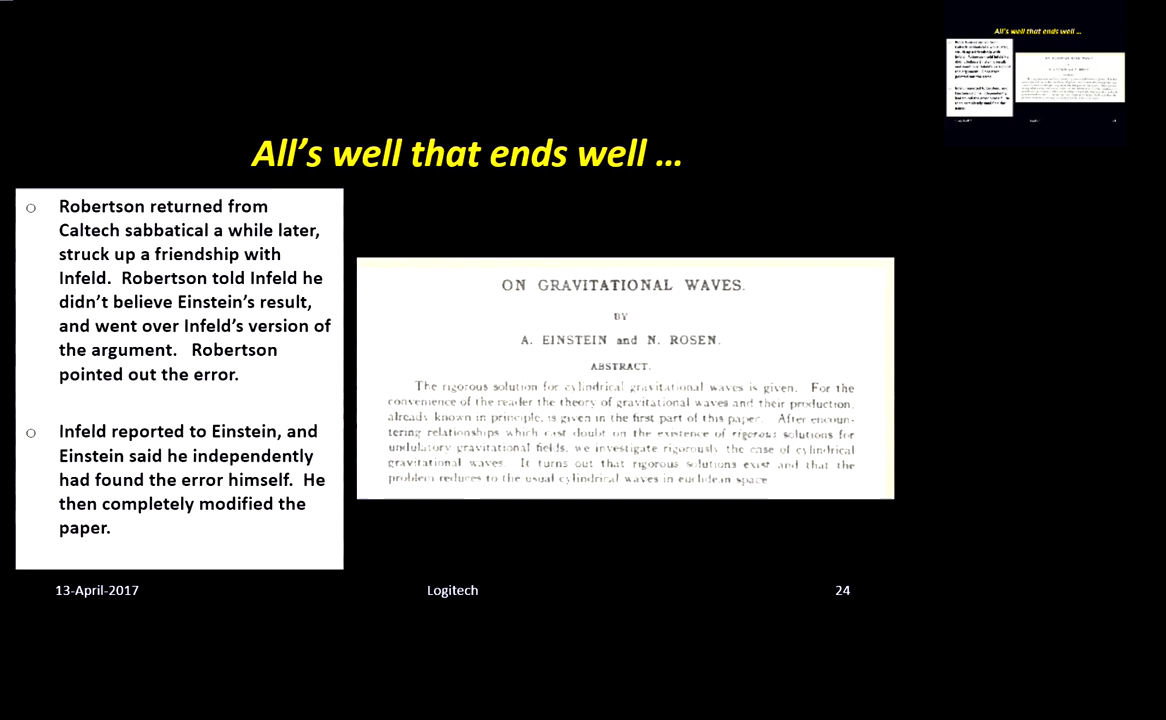 All's well that ends well ...
○ Robertson returned from
Caltech sabbatical a while later,
struck up a friendship with
Infeld. Robertson told Infeld he
didn't believe Einstein's result,
and went over Infeld's version of
the argument. Robertson
pointed out the error.
○ Infeld reported to Einstein, and
Einstein said he independently
had found the error himself. He
then completely modified the
paper.
ON GRAVITATIONAL WAVES.
BY
A. EINSTEIN and N. ROSEN.
ABSTRACT.
The rigorous solution for cylindrical gravitational waves is given. For the
convenience of the reader the theory of gravitational waves and their production,
already known in principle, is given in the first part of this paper. After encoun-
tering relationships which cast doubt on the existence of rigorous solutions for
undulatory gravitational fields, we investigate rigorously the case of cylindrical
gravitational waves. It turns out that rigorous solutions exist and that the
problem reduces to the usual cylindrical waves in euclidean space
13-April-2017
Logitech
24
All's well that ends well ...